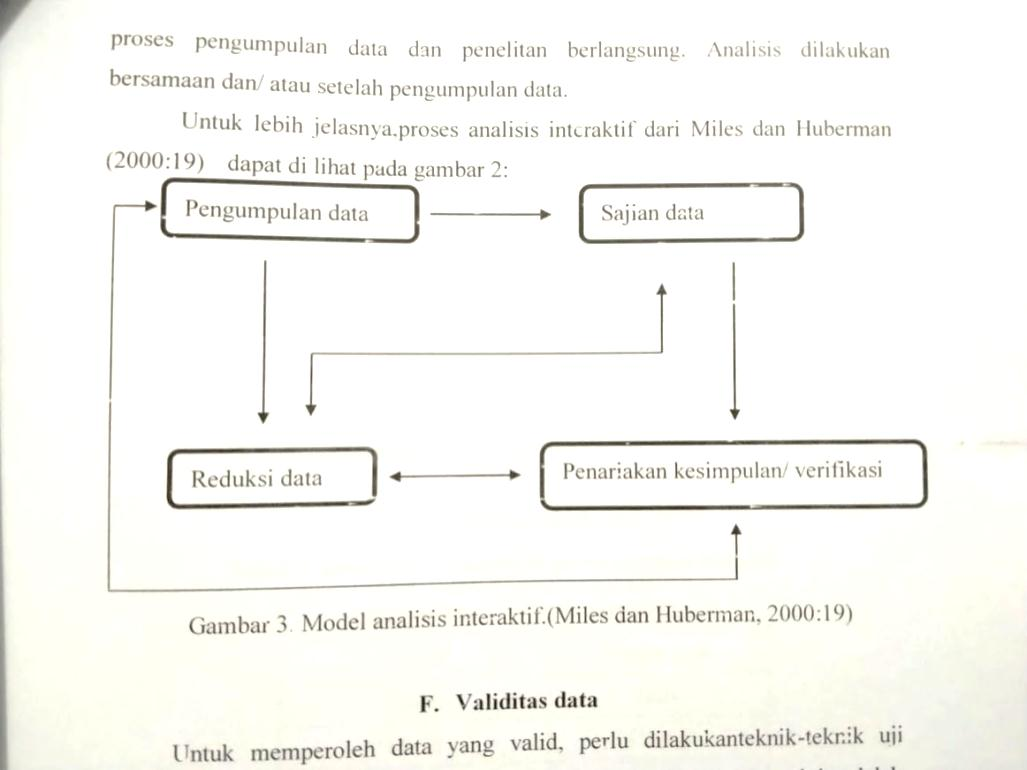 proses pengumpulan data dan penelitan berlangsung. Analisis dilakukan
bersamaan dan/ atau setelah pengumpulan data.
Untuk lebih jelasnya,proses analisis interaktif dari Miles dan Huberman
(2000:19) dapat di lihat pada gambar 2:
Pengumpulan data
Sajian data
Reduksi data
Penariakan kesimpulan/ verifikasi
Gambar 3. Model analisis interaktif.(Miles dan Huberman, 2000:19)
F. Validitas data
Untuk memperoleh data yang valid, perlu dilakukanteknik-teknik uji